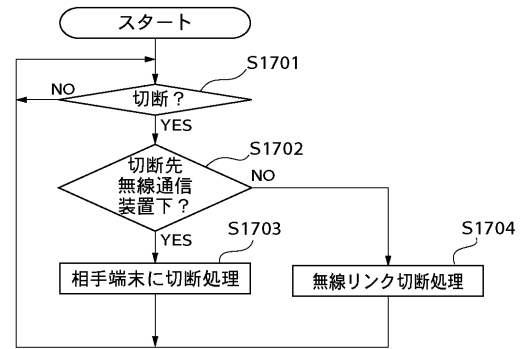 スタート
S1701
NO
切断？
YES
S1702
切断先
無線通信
装置下？
NO
YES
S1703
S1704
相手端末に切断処理
無線リンク切断処理